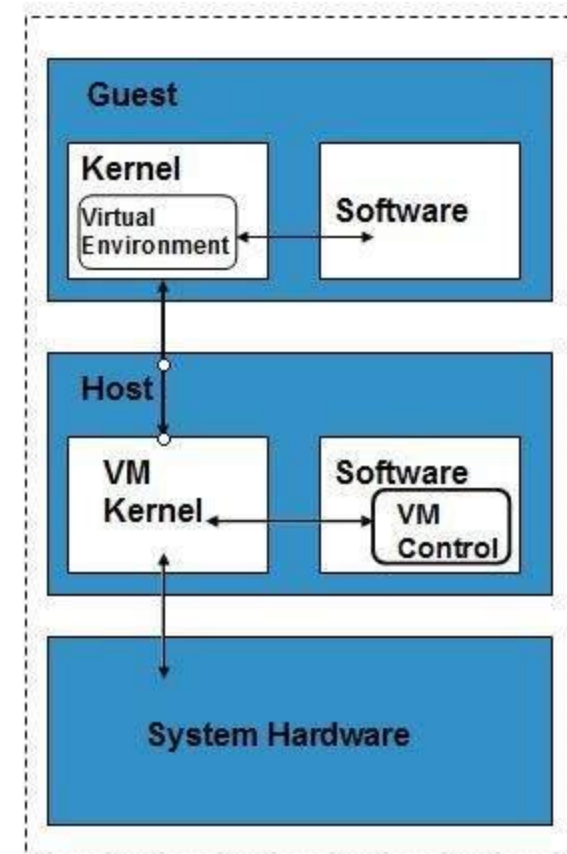 Guest
Kernel
Virtual
Environment
Software
Host
VM
Kernel
Software
VM
Control
System Hardware